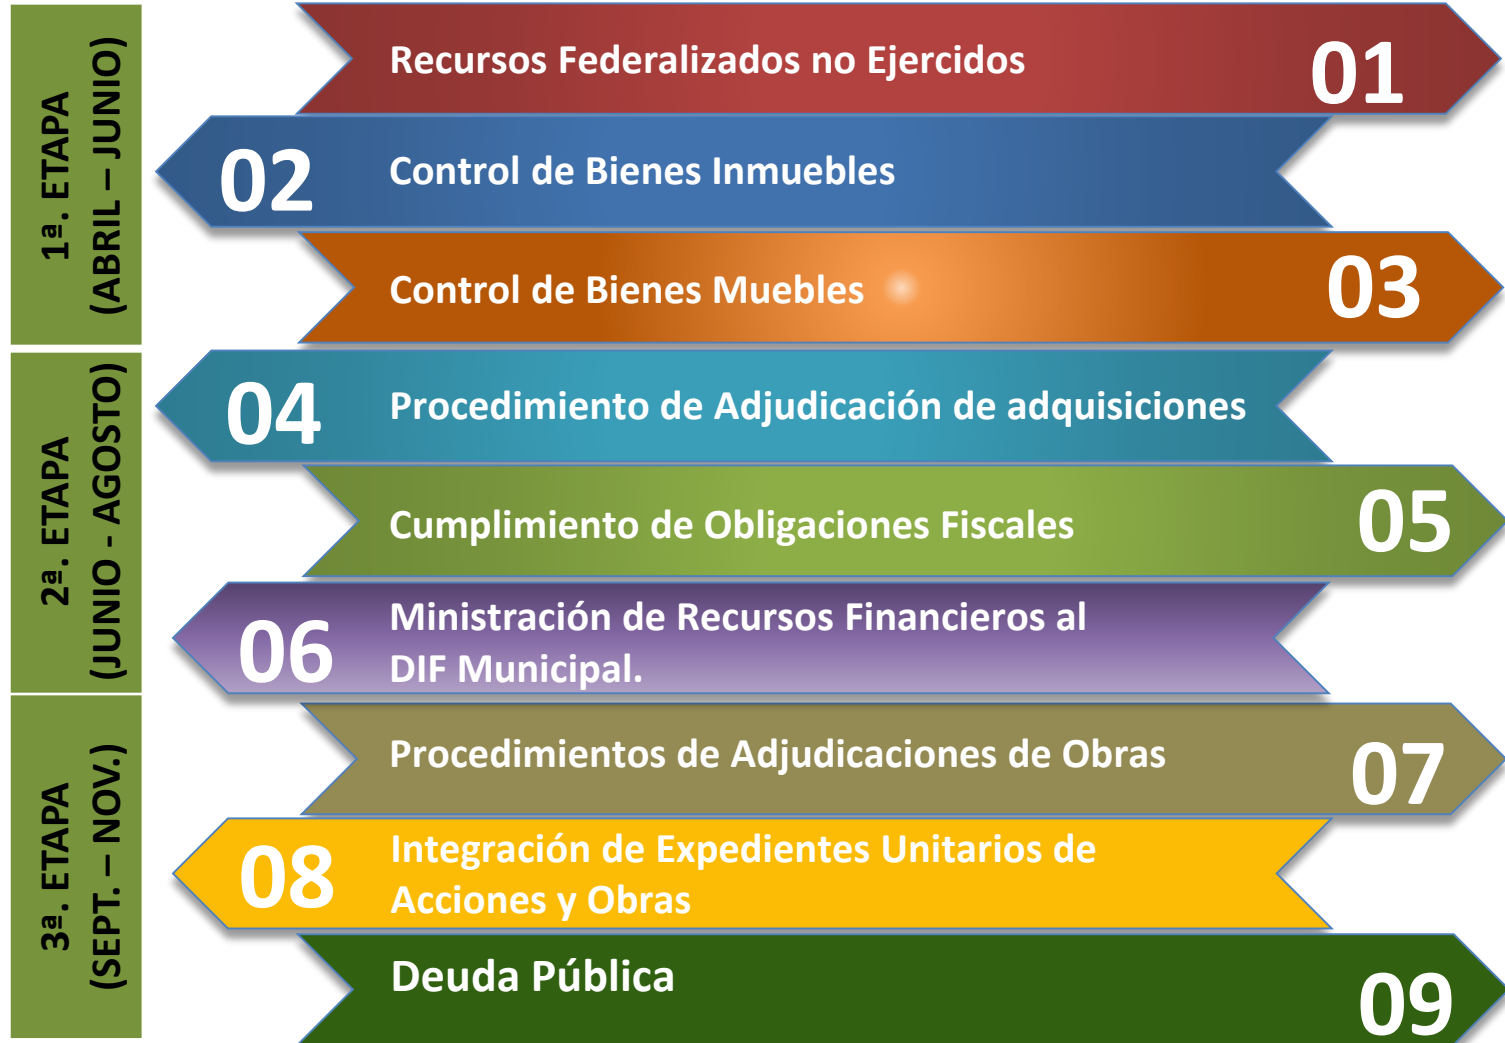 1ª. ETAPA
(ABRIL – JUNIO)
Recursos Federalizados no Ejercidos
01
02
Control de Bienes Inmuebles
Control de Bienes Muebles
03
2ª. ETAPA
(JUNIO - AGOSTO)
04
Procedimiento de Adjudicación de adquisiciones
Cumplimiento de Obligaciones Fiscales
05
06
Ministración de Recursos Financieros al
DIF Municipal.
3ª. ETAPA
(SEPT. – NOV.)
Procedimientos de Adjudicaciones de Obras
07
08
Integración de Expedientes Unitarios de
Acciones y Obras
Deuda Pública
09